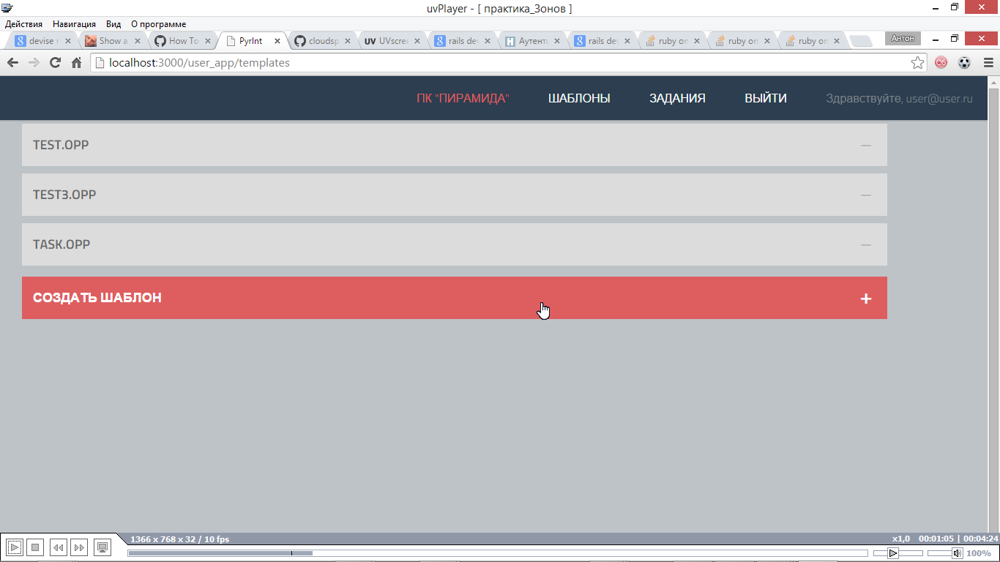 uvPlayer - [ практика_Зонов ]
Действия Навигация Вид О программе
devise r Show a How To PyrInt cloudsp UVscree rails dev Аутент rails dev ruby on ruby on ruby on Антон
localhost:3000/user_app/templates
ПК "ПИРАМИДА" ШАБЛОНЫ ЗАДАНИЯ ВЫЙТИ Здравствуйте, user@user.ru
TEST.OPP
TEST3.OPP
TASK.OPP
СОЗДАТЬ ШАБЛОН +
1366 x 768 x 32 / 10 fps x1,0 00:01:05 | 00:04:24
100%